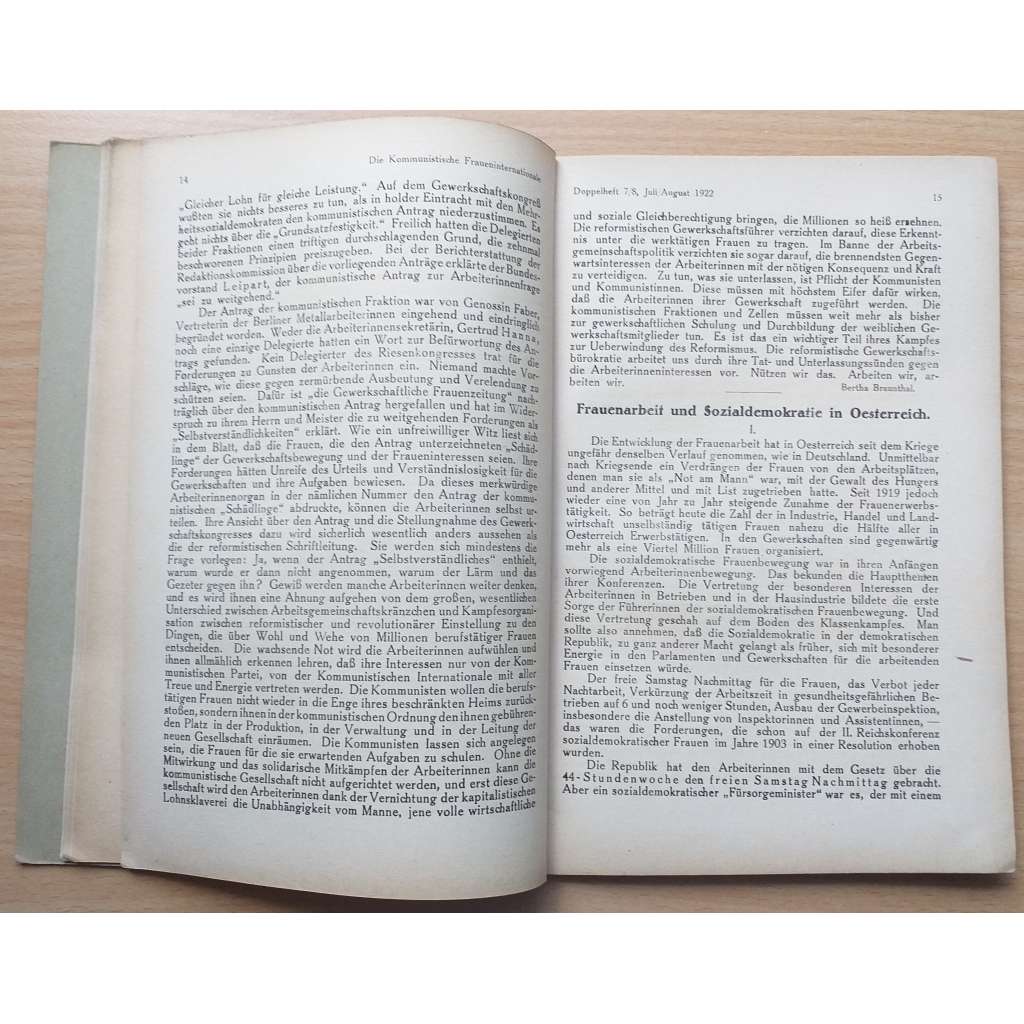 14
Die Kommunistische Fraueninternationale
„Gleicher Lohn für gleiche Leistung.“ Auf dem Gewerkschaftskongreß
wußten sie nichts besseres zu tun, als in holder Eintracht mit den Mehr-
heitssozialdemokraten den kommunistischen Antrag niederzustimmen. Es
geht nichts über die „Grundsatzfestigkeit.“ Freilich hatten die Delegierten
beider Fraktionen einen triftigen durchschlagenden Grund, die zehnmal
beschworenen Prinzipien preiszugeben. Bei der Berichterstattung der
Redaktionskommission über die vorliegenden Anträge erklärte der Bundes-
vorstand Leipart, der kommunistische Antrag zur Arbeiterinnenfrage
„sei zu weitgehend.“
Der Antrag der kommunistischen Fraktion war von Genossin Faber,
Vertreterin der Berliner Metallarbeiterinnen eingehend und eindringlich
begründet worden. Weder die Arbeiterinnensekretärin, Gertrud Hanna,
noch eine einzige Delegierte hatten ein Wort zur Befürwortung des An-
trags gefunden. Kein Delegierter des Riesenkongresses trat für die
Forderungen zu Gunsten der Arbeiterinnen ein. Niemand machte Vor-
schläge, wie diese gegen zermürbende Ausbeutung und Verelendung zu
schützen seien. Dafür ist „die Gewerkschaftliche Frauenzeitung“ nach-
träglich über den kommunistischen Antrag hergefallen und hat im Wider-
spruch zu ihrem Herrn und Meister die zu weitgehenden Forderungen als
„Selbstverständlichkeiten“ erklärt. Wie ein unfreiwilliger Witz liest sich
in dem Blatt, daß die Frauen, die den Antrag unterzeichneten „Schäd-
linge“ der Gewerkschaftsbewegung und der Fraueninteressen seien. Ihre
Forderungen hätten Unreife des Urteils und Verständnislosigkeit für die
Gewerkschaften und ihre Aufgaben bewiesen. Da dieses merkwürdige
Arbeiterinnenorgan in der nämlichen Nummer den Antrag der kommu-
nistischen „Schädlinge“ abdruckte, können die Arbeiterinnen selbst ur-
teilen. Ihre Ansicht über den Antrag und die Stellungnahme des Gewerk-
schaftskongresses dazu wird sicherlich wesentlich anders aussehen als
die der reformistischen Schriftleitung. Sie werden sich mindestens die
Frage vorlegen: Ja, wenn der Antrag „Selbstverständliches“ enthielt,
warum wurde er dann nicht angenommen, warum der Lärm und das
Gezeter gegen ihn? Gewiß werden manche Arbeiterinnen weiter denken,
und es wird ihnen eine Ahnung aufgehen von dem großen, wesentlichen
Unterschied zwischen Arbeitsgemeinschaftskränzchen und Kampfesorgani-
sation zwischen reformistischer und revolutionärer Einstellung zu den
Dingen, die über Wohl und Wehe von Millionen berufstätiger Frauen
entscheiden. Die wachsende Not wird die Arbeiterinnen aufwühlen und
ihnen allmählich erkennen lehren, daß ihre Interessen nur von der Kom-
munistischen Partei, von der Kommunistischen Internationale mit aller
Treue und Energie vertreten werden. Die Kommunisten wollen die berufs-
tätigen Frauen nicht wieder in die Enge ihres beschränkten Heims zurück-
stoßen, sondern ihnen in der kommunistischen Ordnung den ihnen gebühren-
den Platz in der Produktion, in der Verwaltung und in der Leitung der
neuen Gesellschaft einräumen. Die Kommunisten lassen sich angelegen
sein, die Frauen für die sie erwartenden Aufgaben zu schulen. Ohne die
Mitwirkung und das solidarische Mitkämpfen der Arbeiterinnen kann die
kommunistische Gesellschaft nicht aufgerichtet werden, und erst diese Ge-
sellschaft wird den Arbeiterinnen dank der Vernichtung der kapitalistischen
Lohnsklaverei die Unabhängigkeit vom Manne, jene volle wirtschaftliche
Doppelheft 7/8, Juli/August 1922
15
und soziale Gleichberechtigung bringen, die Millionen so heiß ersehnen.
Die reformistischen Gewerkschaftsführer verzichten darauf, diese Erkennt-
nis unter die werktätigen Frauen zu tragen. Im Banne der Arbeits-
gemeinschaftspolitik verzichten sie sogar darauf, die brennendsten Gegen-
wartsinteressen der Arbeiterinnen mit der nötigen Konsequenz und Kraft
zu verteidigen. Zu tun, was sie unterlassen, ist Pflicht der Kommunisten
und Kommunistinnen. Diese müssen mit höchstem Eifer dafür wirken,
daß die Arbeiterinnen ihrer Gewerkschaft zugeführt werden. Die
kommunistischen Fraktionen und Zellen müssen weit mehr als bisher
zur gewerkschaftlichen Schulung und Durchbildung der weiblichen Ge-
werkschaftsmitglieder tun. Es ist das ein wichtiger Teil ihres Kampfes
zur Ueberwindung des Reformismus. Die reformistische Gewerkschafts-
bürokratie arbeitet uns durch ihre Tat- und Unterlassungssünden gegen
die Arbeiterinneninteressen vor. Nützen wir das. Arbeiten wir, ar-
beiten wir.
Bertha Braunthal.
Frauenarbeit und Sozialdemokratie in Oesterreich.
I.
Die Entwicklung der Frauenarbeit hat in Oesterreich seit dem Kriege
ungefähr denselben Verlauf genommen, wie in Deutschland. Unmittelbar
nach Kriegsende ein Verdrängen der Frauen von den Arbeitsplätzen,
denen man sie als „Not am Mann“ war, mit der Gewalt des Hungers
und anderer Mittel und mit List zugetrieben hatte. Seit 1919 jedoch
wieder eine von Jahr zu Jahr steigende Zunahme der Frauenerwerbs-
tätigkeit. So beträgt heute die Zahl der in Industrie, Handel und Land-
wirtschaft unselbständig tätigen Frauen nahezu die Hälfte aller in
Oesterreich Erwerbstätigen. In den Gewerkschaften sind gegenwärtig
mehr als eine Viertel Million Frauen organisiert.
Die sozialdemokratische Frauenbewegung war in ihren Anfängen
vorwiegend Arbeiterinnenbewegung. Das bekunden die Hauptthemen
ihrer Konferenzen. Die Vertretung der besonderen Interessen der
Arbeiterinnen in Betrieben und in der Hausindustrie bildete die erste
Sorge der Führerinnen der sozialdemokratischen Frauenbewegung. Und
diese Vertretung geschah auf dem Boden des Klassenkampfes. Man
sollte also annehmen, daß die Sozialdemokratie in der demokratischen
Republik, zu ganz anderer Macht gelangt als früher, sich mit besonderer
Energie in den Parlamenten und Gewerkschaften für die arbeitenden
Frauen einsetzen würde.
Der freie Samstag Nachmittag für die Frauen, das Verbot jeder
Nachtarbeit, Verkürzung der Arbeitszeit in gesundheitsgefährlichen Be-
trieben auf 6 und noch weniger Stunden, Ausbau der Gewerbeinspektion,
insbesondere die Anstellung von Inspektorinnen und Assistentinnen, —
das waren die Forderungen, die schon auf der II. Reichskonferenz
sozialdemokratischer Frauen im Jahre 1903 in einer Resolution erhoben
wurden.
Die Republik hat den Arbeiterinnen mit dem Gesetz über die
44-Stundenwoche den freien Samstag Nachmittag gebracht.
Aber ein sozialdemokratischer „Fürsorgeminister“ war es, der mit einem